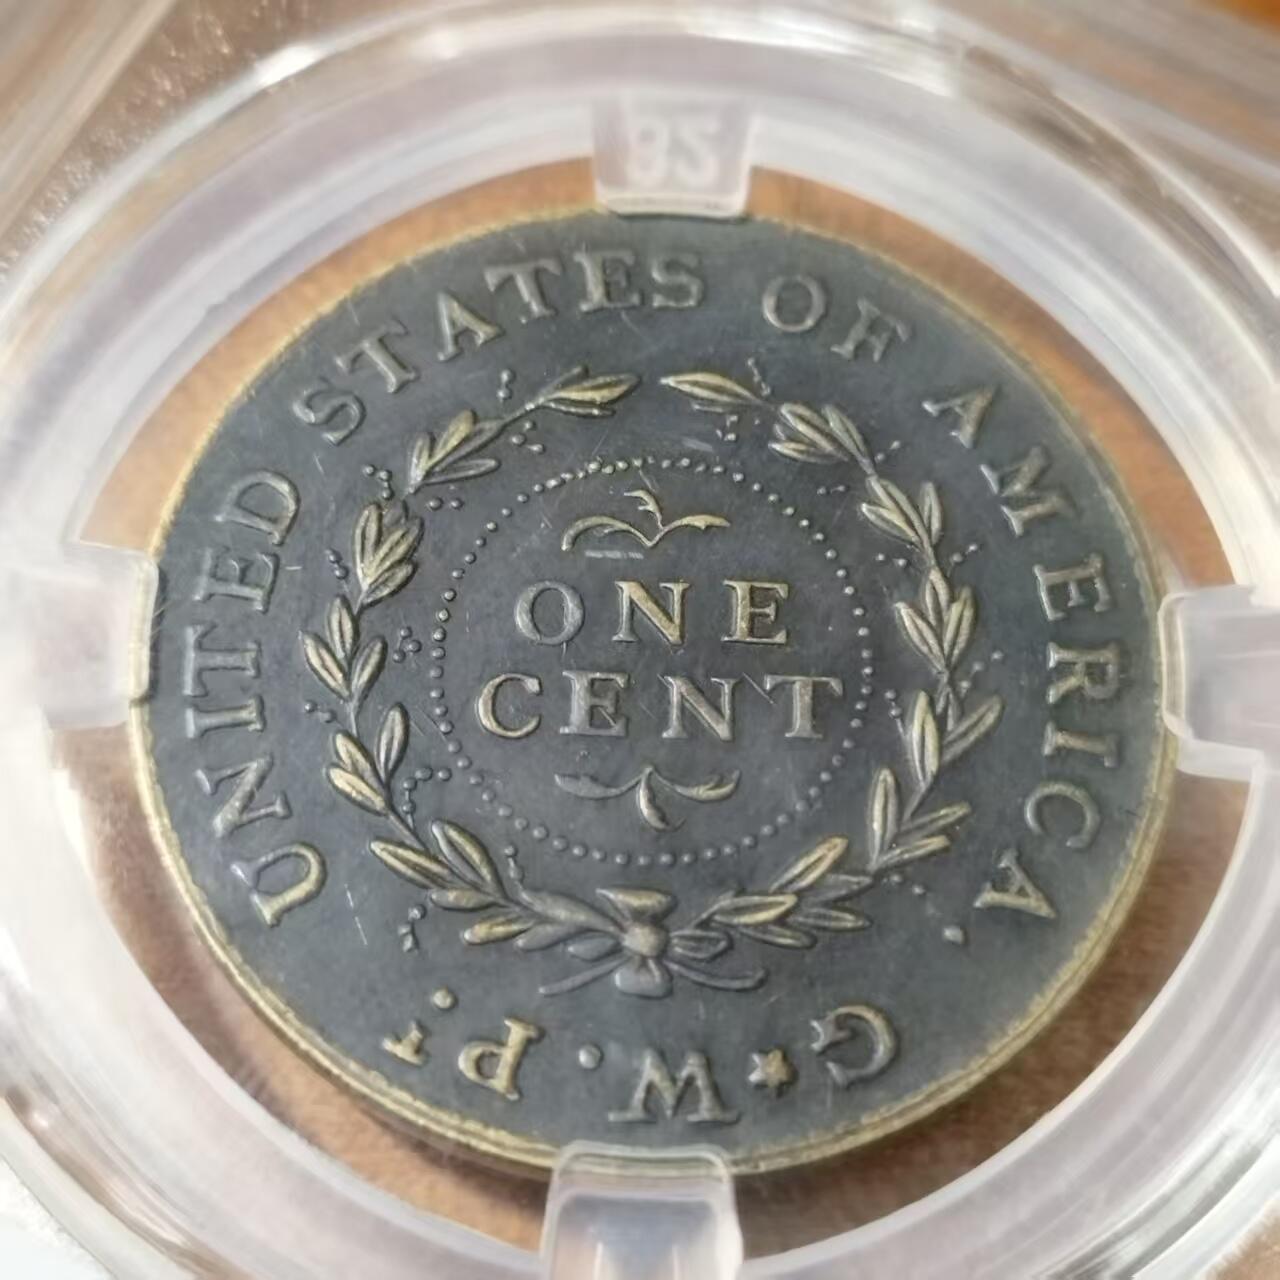 UNITED STATES OF AMERICA.
ONE
CENT
G★W.Pt.